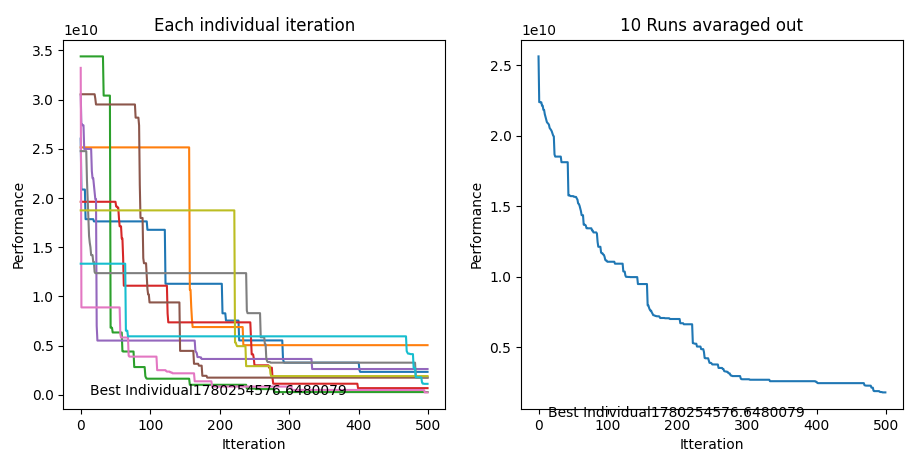 Each individual iteration
1e10
3.5
3.0
2.5
2.0
1.5
1.0
0.5
0.0
Performance
Best Individual1780254576.6480079
0 100 200 300 400 500
Itteration
10 Runs avaraged out
1e10
2.5
2.0
1.5
1.0
0.5
Performance
Best Individual1780254576.6480079
0 100 200 300 400 500
Itteration